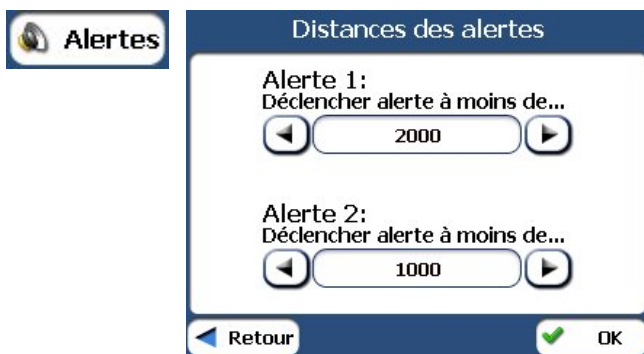 Alertes
Distances des alertes
Alerte 1:
Déclencher alerte à moins de...
2000
Alerte 2:
Déclencher alerte à moins de...
1000
Retour
OK